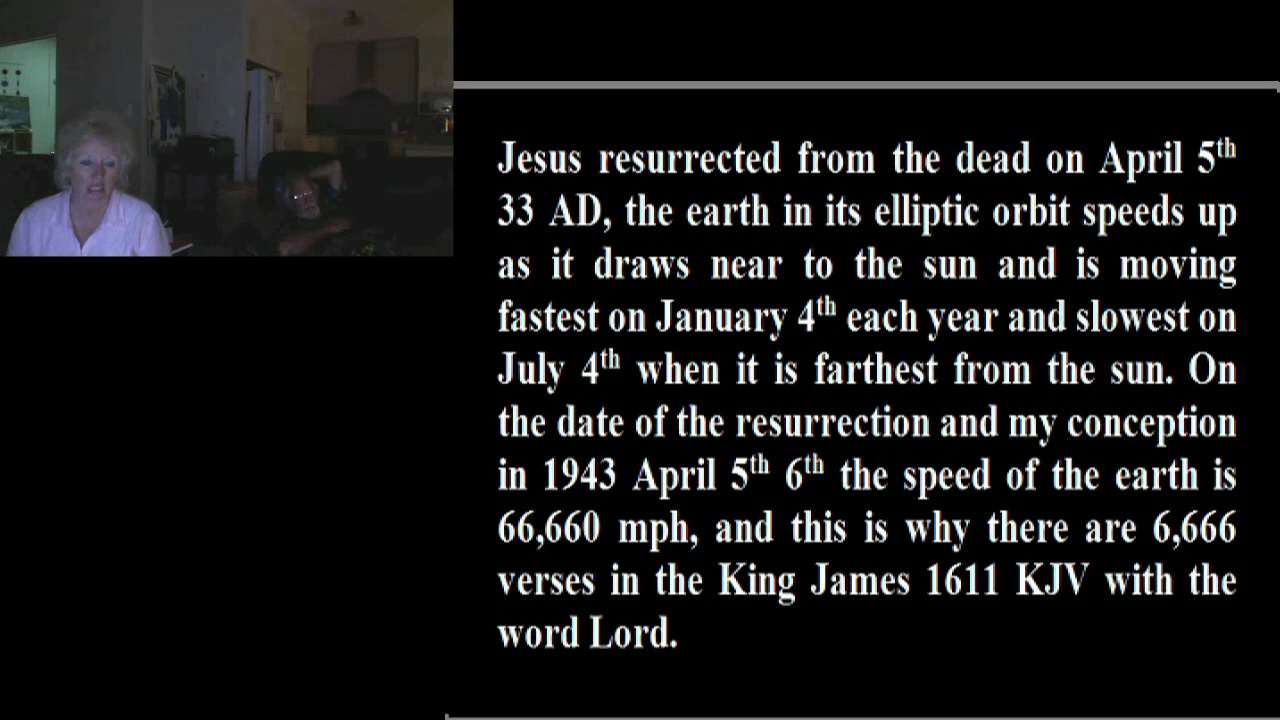 Jesus resurrected from the dead on April 5th
33 AD, the earth in its elliptic orbit speeds up
as it draws near to the sun and is moving
fastest on January 4th each year and slowest on
July 4th when it is farthest from the sun. On
the date of the resurrection and my conception
in 1943 April 5th 6th the speed of the earth is
66,660 mph, and this is why there are 6,666
verses in the King James 1611 KJV with the
word Lord.